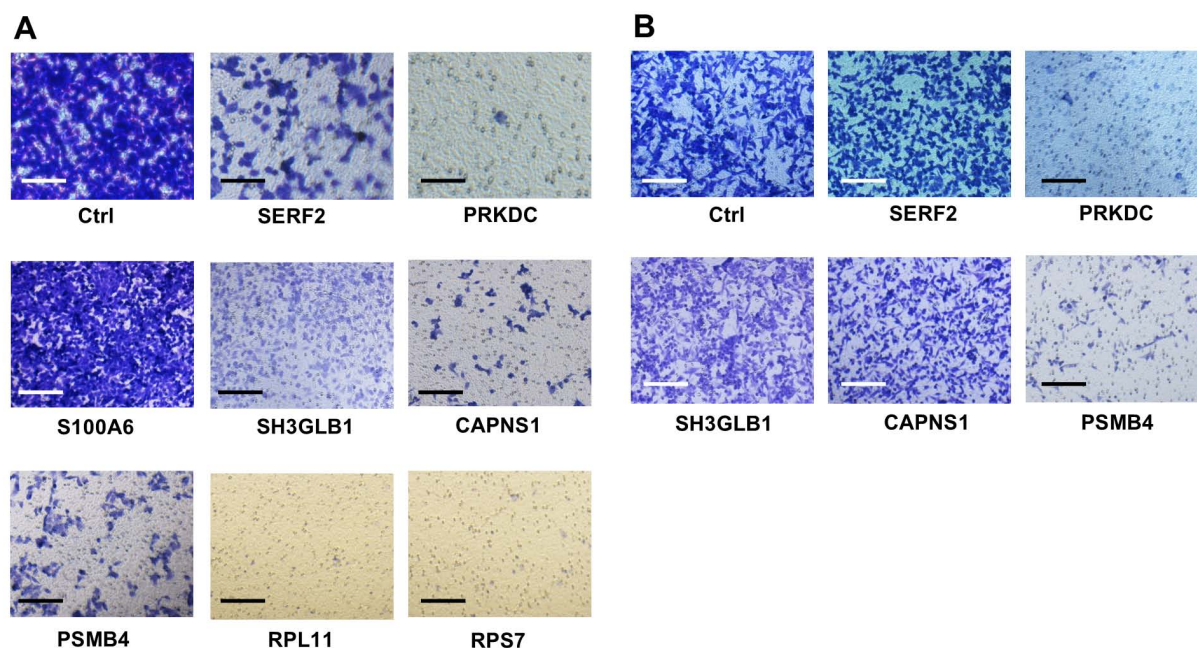 A
Ctrl SERF2 PRKDC
S100A6 SH3GLB1 CAPNS1
PSMB4 RPL11 RPS7
B
Ctrl SERF2 PRKDC
SH3GLB1 CAPNS1 PSMB4